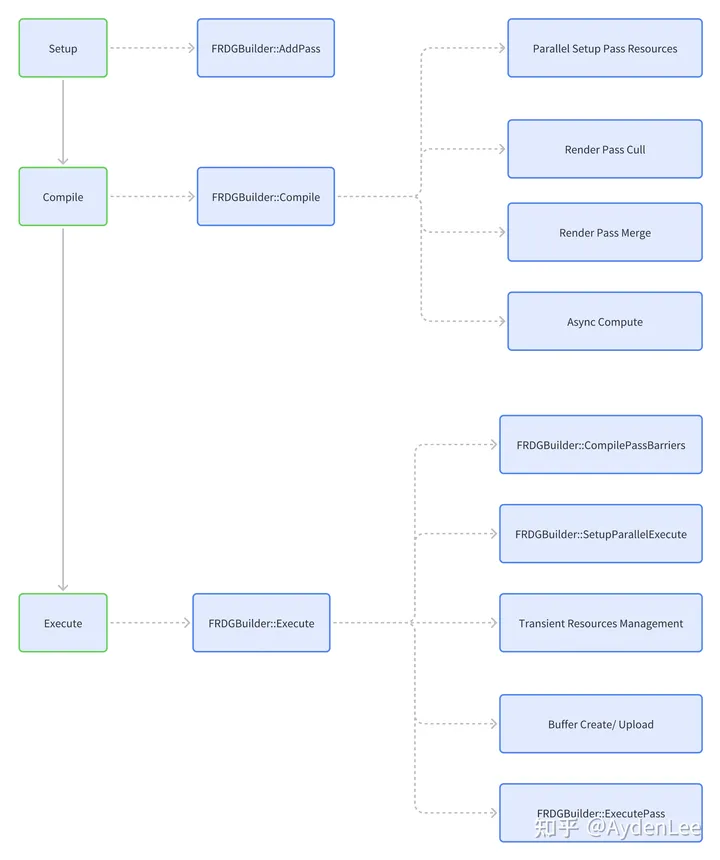 Setup
FRDGBuilder::AddPass
Parallel Setup Pass Resources
Render Pass Cull
Compile
FRDGBuilder::Compile
Render Pass Merge
Async Compute
FRDGBuilder::CompilePassBarriers
FRDGBuilder::SetupParallelExecute
Execute
FRDGBuilder::Execute
Transient Resources Management
Buffer Create/ Upload
FRDGBuilder::ExecutePass
知乎 @AydenLee